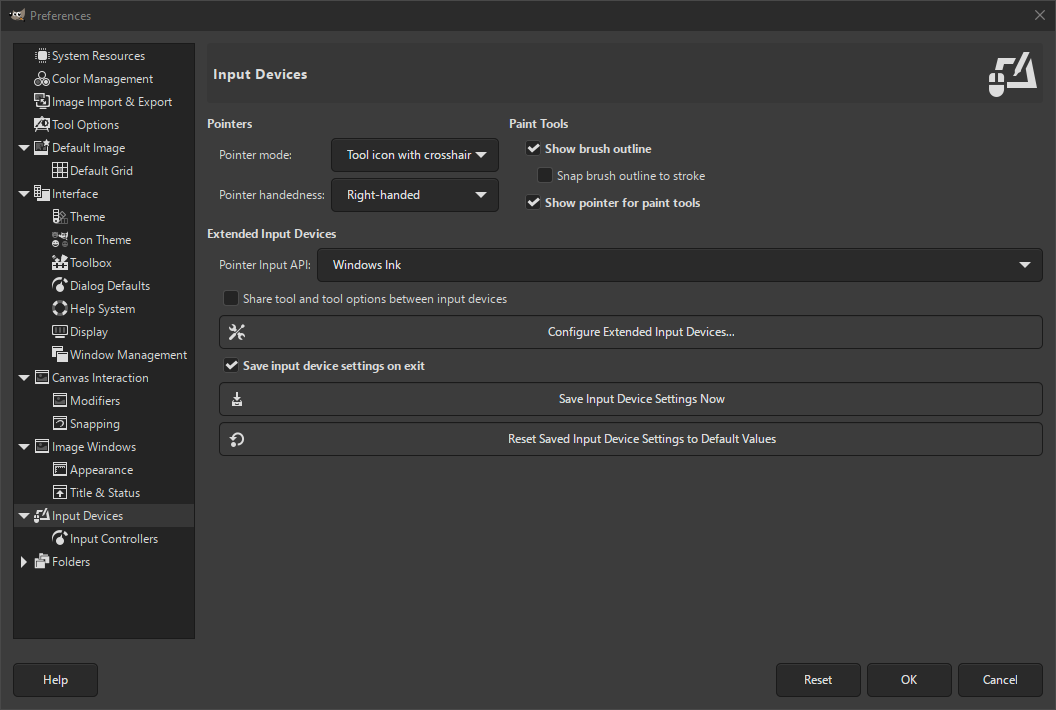 Preferences
System Resources
Color Management
Image Import & Export
Tool Options
Default Image
Default Grid
Interface
Theme
Icon Theme
Toolbox
Dialog Defaults
Help System
Display
Window Management
Canvas Interaction
Modifiers
Snapping
Image Windows
Appearance
Title & Status
Input Devices
Input Controllers
Folders
Input Devices
Pointers
Pointer mode: Tool icon with crosshair
Pointer handedness: Right-handed
Paint Tools
Show brush outline
Snap brush outline to stroke
Show pointer for paint tools
Extended Input Devices
Pointer Input API: Windows Ink
Share tool and tool options between input devices
Configure Extended Input Devices...
Save input device settings on exit
Save Input Device Settings Now
Reset Saved Input Device Settings to Default Values
Help Reset OK Cancel